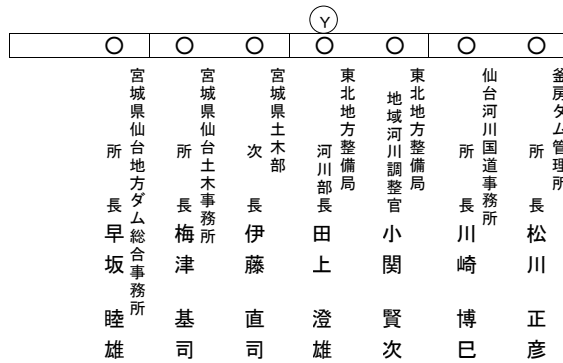 Y
釜房ダム管理所
所長 松川 正彦
仙台河川国道事務所
所長 川崎 博巳
東北地方整備局
地域河川調整官 小関 賢次
東北地方整備局
河川部長 田上 澄雄
宮城県土木部
次長 伊藤 直司
宮城県仙台土木事務所
所長 梅津 基司
宮城県仙台地方ダム総合事務所
所長 早坂 睦雄